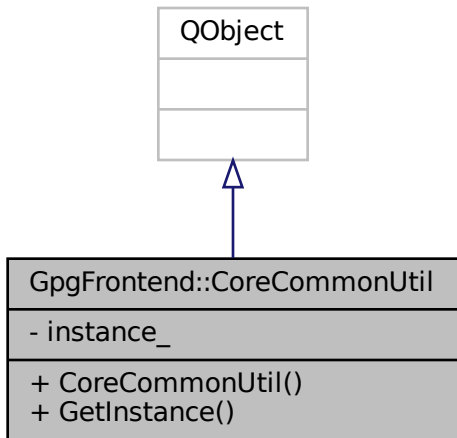 QObject
GpgFrontend::CoreCommonUtil
- instance_
+ CoreCommonUtil()
+ GetInstance()